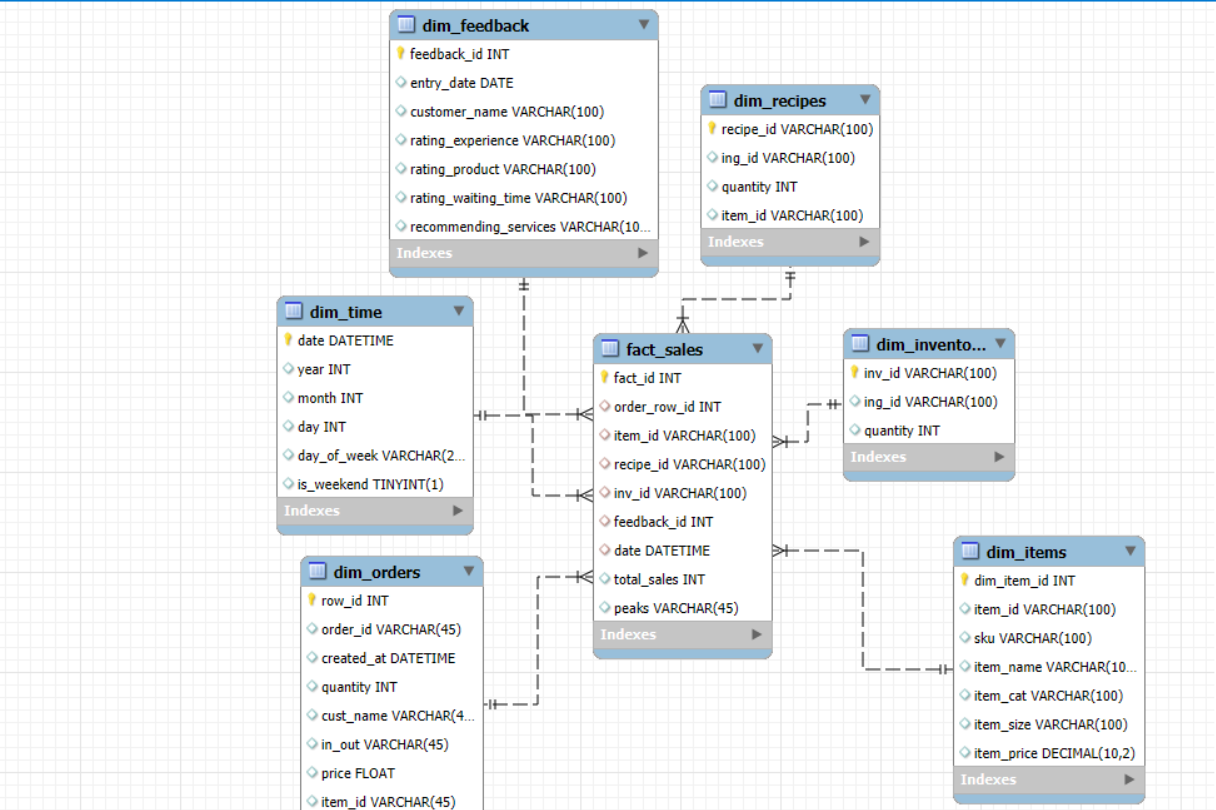 dim_feedback
feedback_id INT
entry_date DATE
customer_name VARCHAR(100)
rating_experience VARCHAR(100)
rating_product VARCHAR(100)
rating_waiting_time VARCHAR(100)
recommending_services VARCHAR(10...
Indexes
dim_recipes
recipe_id VARCHAR(100)
ing_id VARCHAR(100)
quantity INT
item_id VARCHAR(100)
Indexes
dim_time
date DATETIME
year INT
month INT
day INT
day_of_week VARCHAR(2...
is_weekend TINYINT(1)
Indexes
fact_sales
fact_id INT
order_row_id INT
item_id VARCHAR(100)
recipe_id VARCHAR(100)
inv_id VARCHAR(100)
feedback_id INT
date DATETIME
total_sales INT
peaks VARCHAR(45)
Indexes
dim_invento...
inv_id VARCHAR(100)
ing_id VARCHAR(100)
quantity INT
Indexes
dim_orders
row_id INT
order_id VARCHAR(45)
created_at DATETIME
quantity INT
cust_name VARCHAR(4...
in_out VARCHAR(45)
price FLOAT
item_id VARCHAR(45)
dim_items
dim_item_id INT
item_id VARCHAR(100)
sku VARCHAR(100)
item_name VARCHAR(10...
item_cat VARCHAR(100)
item_size VARCHAR(100)
item_price DECIMAL(10,2)
Indexes